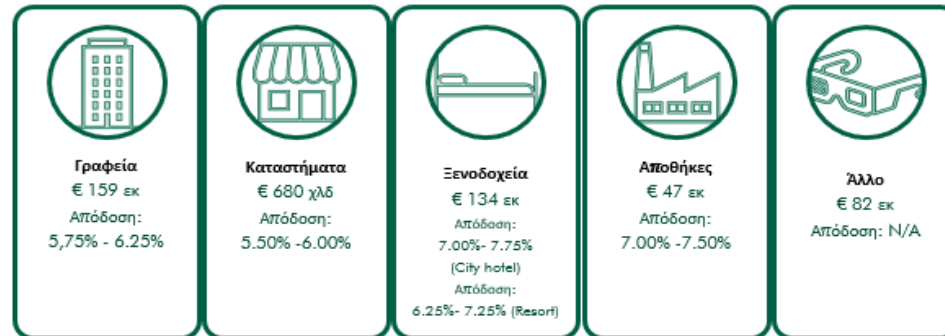 Γραφεία
€ 159 εκ
Απόδοση:
5,75% - 6.25%
Καταστήματα
€ 680 χλδ
Απόδοση:
5.50% -6.00%
Ξενοδοχεία
€ 134 εκ
Απόδοση:
7.00%- 7.75%
(City hotel)
Απόδοση:
6.25%- 7.25% (Resort)
Αποθήκες
€ 47 εκ
Απόδοση:
7.00% -7.50%
Άλλο
€ 82 εκ
Απόδοση: N/A